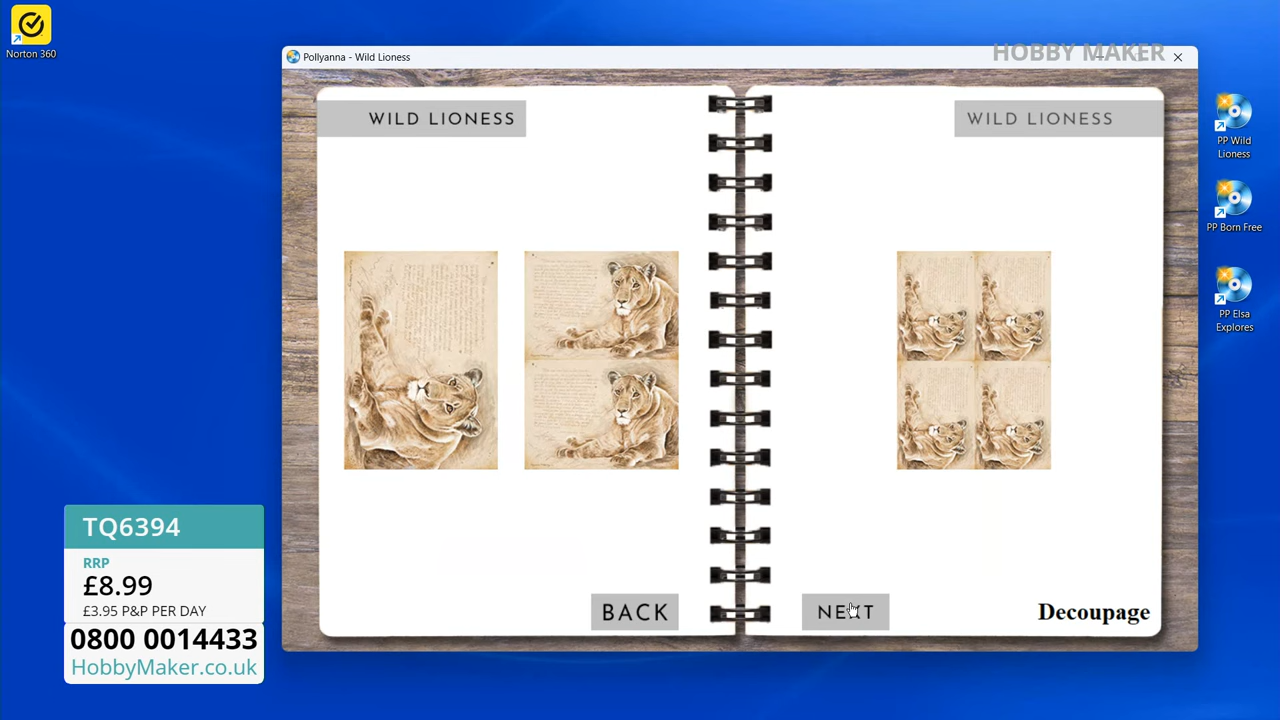 Norton 360
Pollyanna - Wild Lioness
HOBBY MAKER
WILD LIONESS
WILD LIONESS
PP Wild
Lioness
PP Born Free
PP Elsa
Explores
TQ6394
RRP
£8.99
£3.95 P&P PER DAY
0800 0014433
HobbyMaker.co.uk
BACK
NEXT
Decoupage